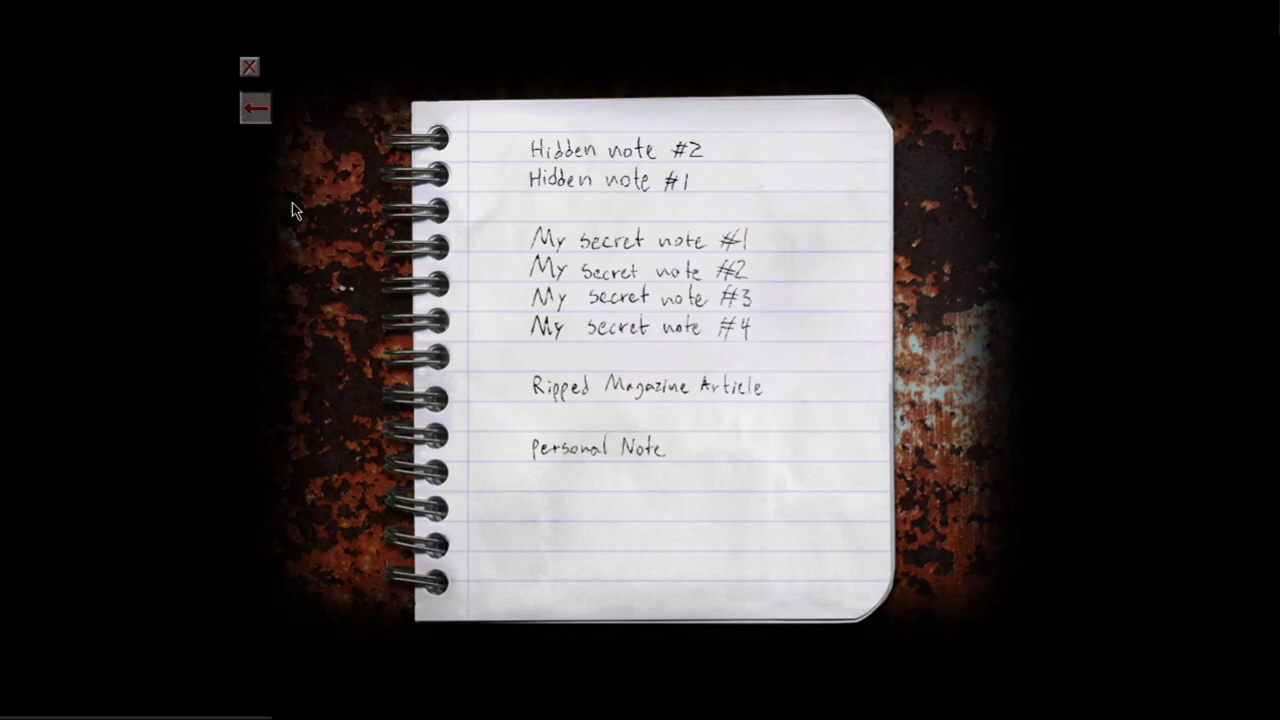 Hidden note #2
Hidden note #1
My secret note #1
My secret note #2
My secret note #3
My secret note #4
Ripped Magazine Article
Personal Note